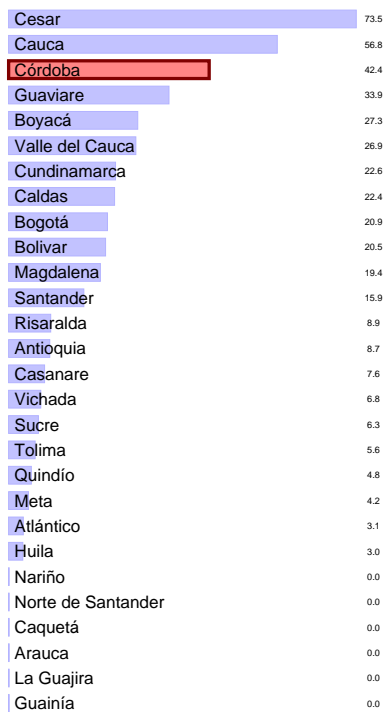 Cesar 73.5
Cauca 56.8
Córdoba 42.4
Guaviare 33.9
Boyacá 27.3
Valle del Cauca 26.9
Cundinamarca 22.6
Caldas 22.4
Bogotá 20.9
Bolivar 20.5
Magdalena 19.4
Santander 15.9
Risaralda 8.9
Antioquia 8.7
Casanare 7.6
Vichada 6.8
Sucre 6.3
Tolima 5.6
Quindío 4.8
Meta 4.2
Atlántico 3.1
Huila 3.0
Nariño 0.0
Norte de Santander 0.0
Caquetá 0.0
Arauca 0.0
La Guajira 0.0
Guainía 0.0